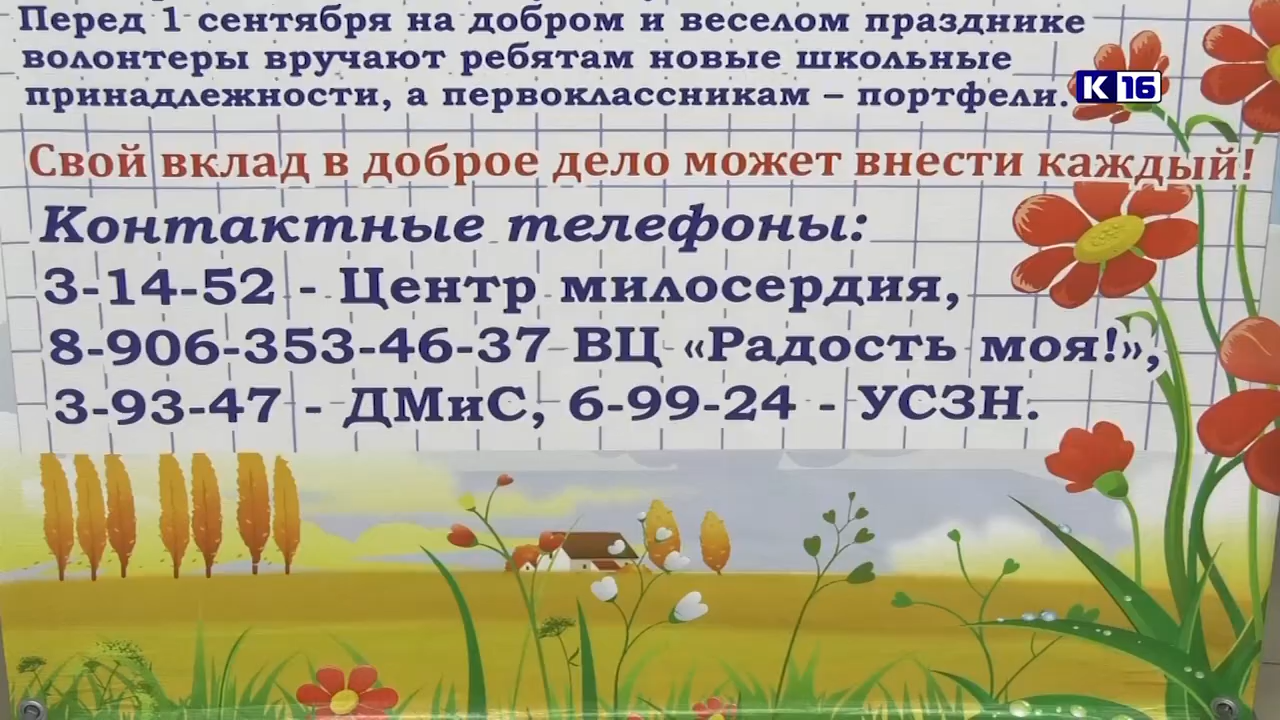 Перед 1 сентября на добром и веселом празднике
волонтеры вручают ребятам новые школьные
принадлежности, а первоклассникам – портфели.
К 16
Свой вклад в доброе дело может внести каждый!
Контактные телефоны:
3-14-52 - Центр милосердия,
8-906-353-46-37 ВЦ «Радость моя!»,
3-93-47 - ДМиС, 6-99-24 - УСЗН.